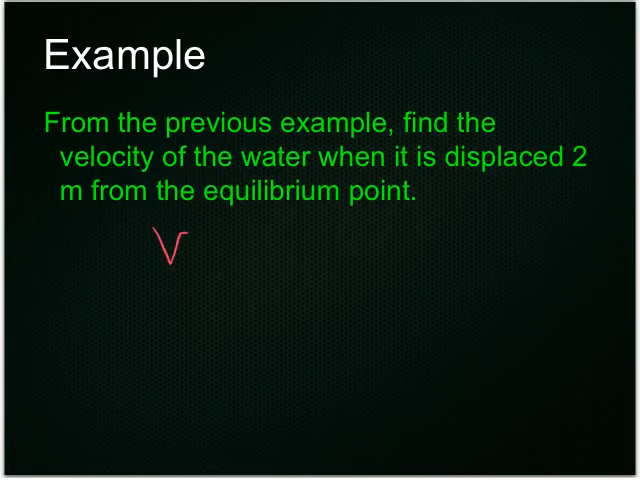 Example
From the previous example, find the
velocity of the water when it is displaced 2
m from the equilibrium point.
V